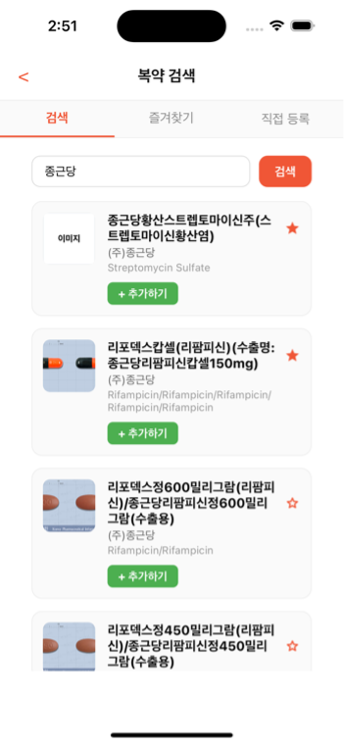 2:51
<
복약 검색
검색
즐겨찾기
직접 등록
종근당
검색
이미지
종근당황산스트렙토마이신주(스
트렙토마이신황산염)
(주)종근당
Streptomycin Sulfate
+ 추가하기
리포덱스캅셀(리팜피신)(수출명:
종근당리팜피신캅셀150mg)
(주)종근당
Rifampicin/Rifampicin/Rifampicin/
Rifampicin/Rifampicin
+ 추가하기
리포덱스정600밀리그람(리팜피
신)/종근당리팜피신정600밀리
그람(수출용)
(주)종근당
Rifampicin/Rifampicin
+ 추가하기
리포덱스정450밀리그람(리팜피
신)/종근당리팜피신정450밀리
그람(수출용)